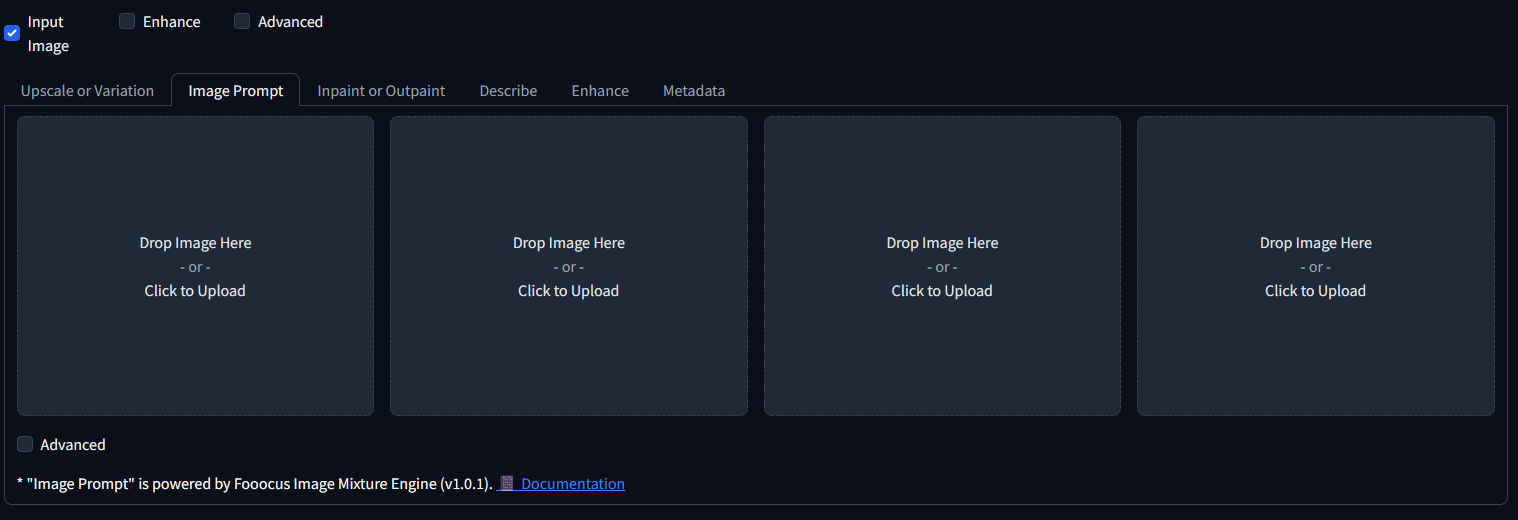 Input
Image
Enhance
Advanced
Upscale or Variation
Image Prompt
Inpaint or Outpaint
Describe
Enhance
Metadata
Drop Image Here
- or -
Click to Upload
Drop Image Here
- or -
Click to Upload
Drop Image Here
- or -
Click to Upload
Drop Image Here
- or -
Click to Upload
Advanced
* "Image Prompt" is powered by Fooocus Image Mixture Engine (v1.0.1). Documentation